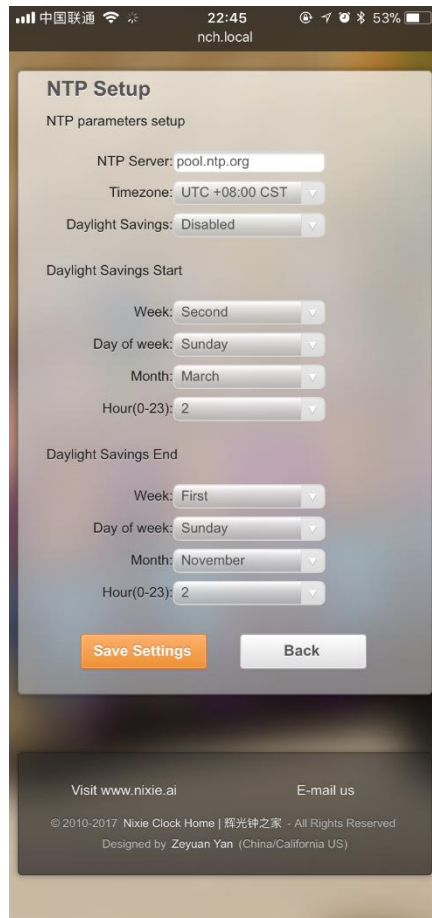 中国联通 22:45 53%
nch.local
NTP Setup
NTP parameters setup
NTP Server: pool.ntp.org
Timezone: UTC +08:00 CST
Daylight Savings: Disabled
Daylight Savings Start
Week: Second
Day of week: Sunday
Month: March
Hour(0-23): 2
Daylight Savings End
Week: First
Day of week: Sunday
Month: November
Hour(0-23): 2
Save Settings Back
Visit www.nixie.ai E-mail us
© 2010-2017 Nixie Clock Home | 辉光钟之家 - All Rights Reserved
Designed by Zeyuan Yan (China/California US)